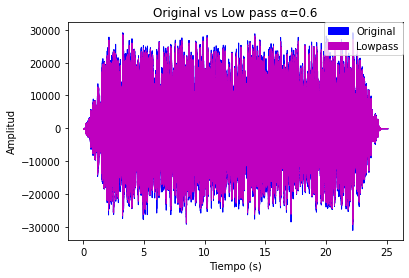 Original vs Low pass α=0.6
Original
Lowpass
30000
20000
10000
0
−10000
−20000
−30000
Amplitud
0 5 10 15 20 25
Tiempo (s)